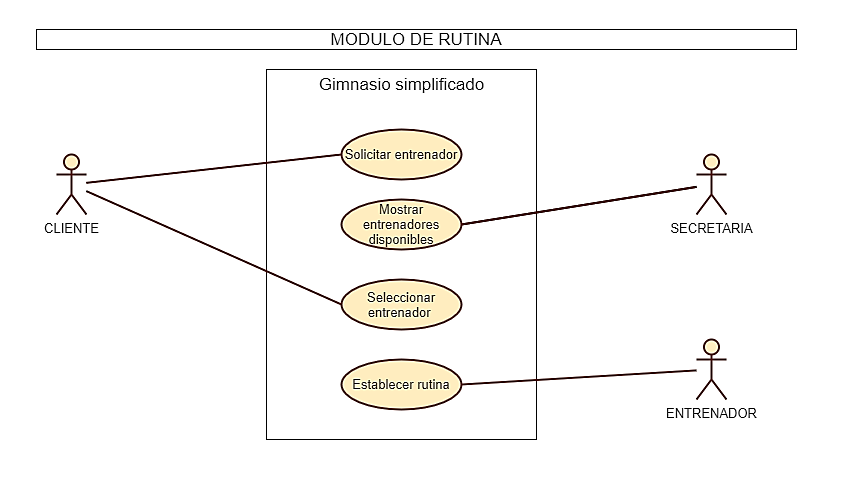 MODULO DE RUTINA
Gimnasio simplificado
Solicitar entrenador
Mostrar
entrenadores
disponibles
CLIENTE
SECRETARIA
Seleccionar
entrenador
Establecer rutina
ENTRENADOR